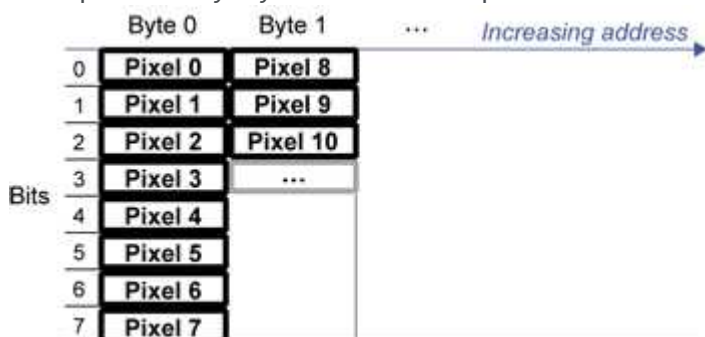 Byte 0 Byte 1 ... Increasing address
0 Pixel 0 Pixel 8
1 Pixel 1 Pixel 9
2 Pixel 2 Pixel 10
3 Pixel 3 ...
Bits
4 Pixel 4
5 Pixel 5
6 Pixel 6
7 Pixel 7